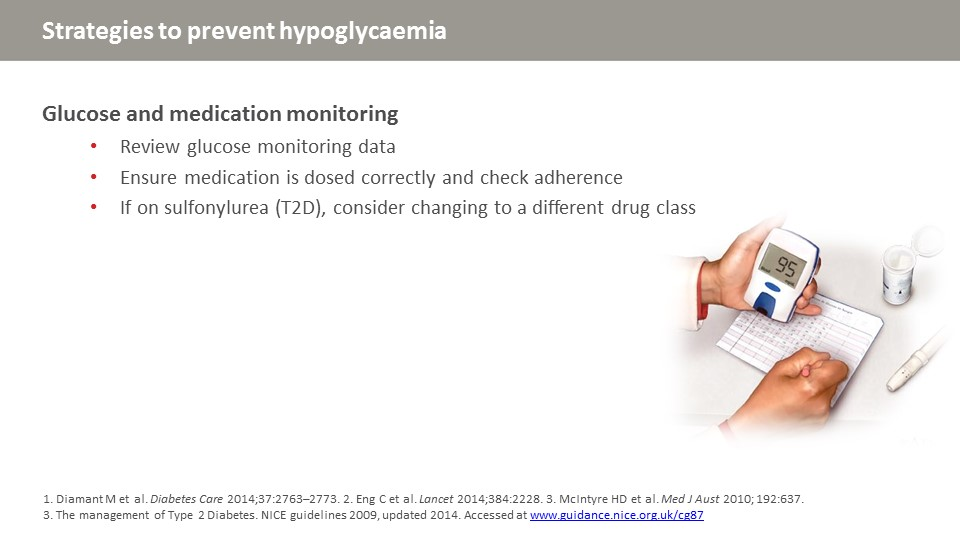 Strategies to prevent hypoglycaemia
Glucose and medication monitoring
• Review glucose monitoring data
• Ensure medication is dosed correctly and check adherence
• If on sulfonylurea (T2D), consider changing to a different drug class
95
1. Diamant M et al. Diabetes Care 2014;37:2763–2773. 2. Eng C et al. Lancet 2014;384:2228. 3. McIntyre HD et al. Med J Aust 2010; 192:637.
3. The management of Type 2 Diabetes. NICE guidelines 2009, updated 2014. Accessed at www.guidance.nice.org.uk/cg87